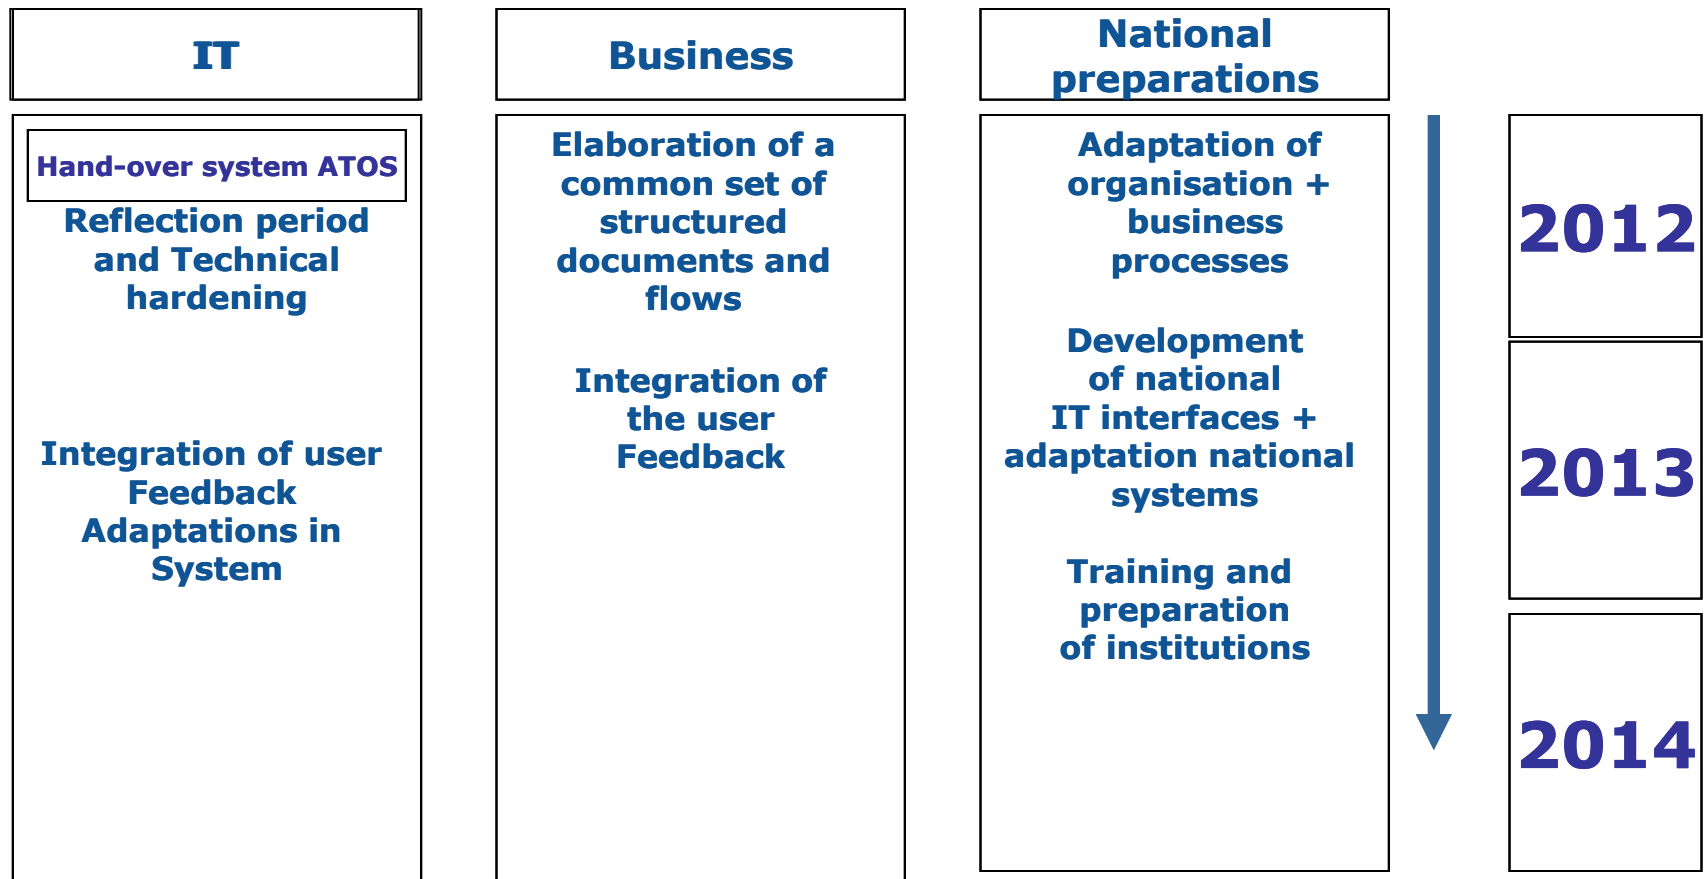 IT
Hand-over system ATOS
Reflection period
and Technical
hardening
Integration of user
Feedback
Adaptations in
System
Business
Elaboration of a
common set of
structured
documents and
flows
Integration of
the user
Feedback
National
preparations
Adaptation of
organisation +
business
processes
Development
of national
IT interfaces +
adaptation national
systems
Training and
preparation
of institutions
2012
2013
2014